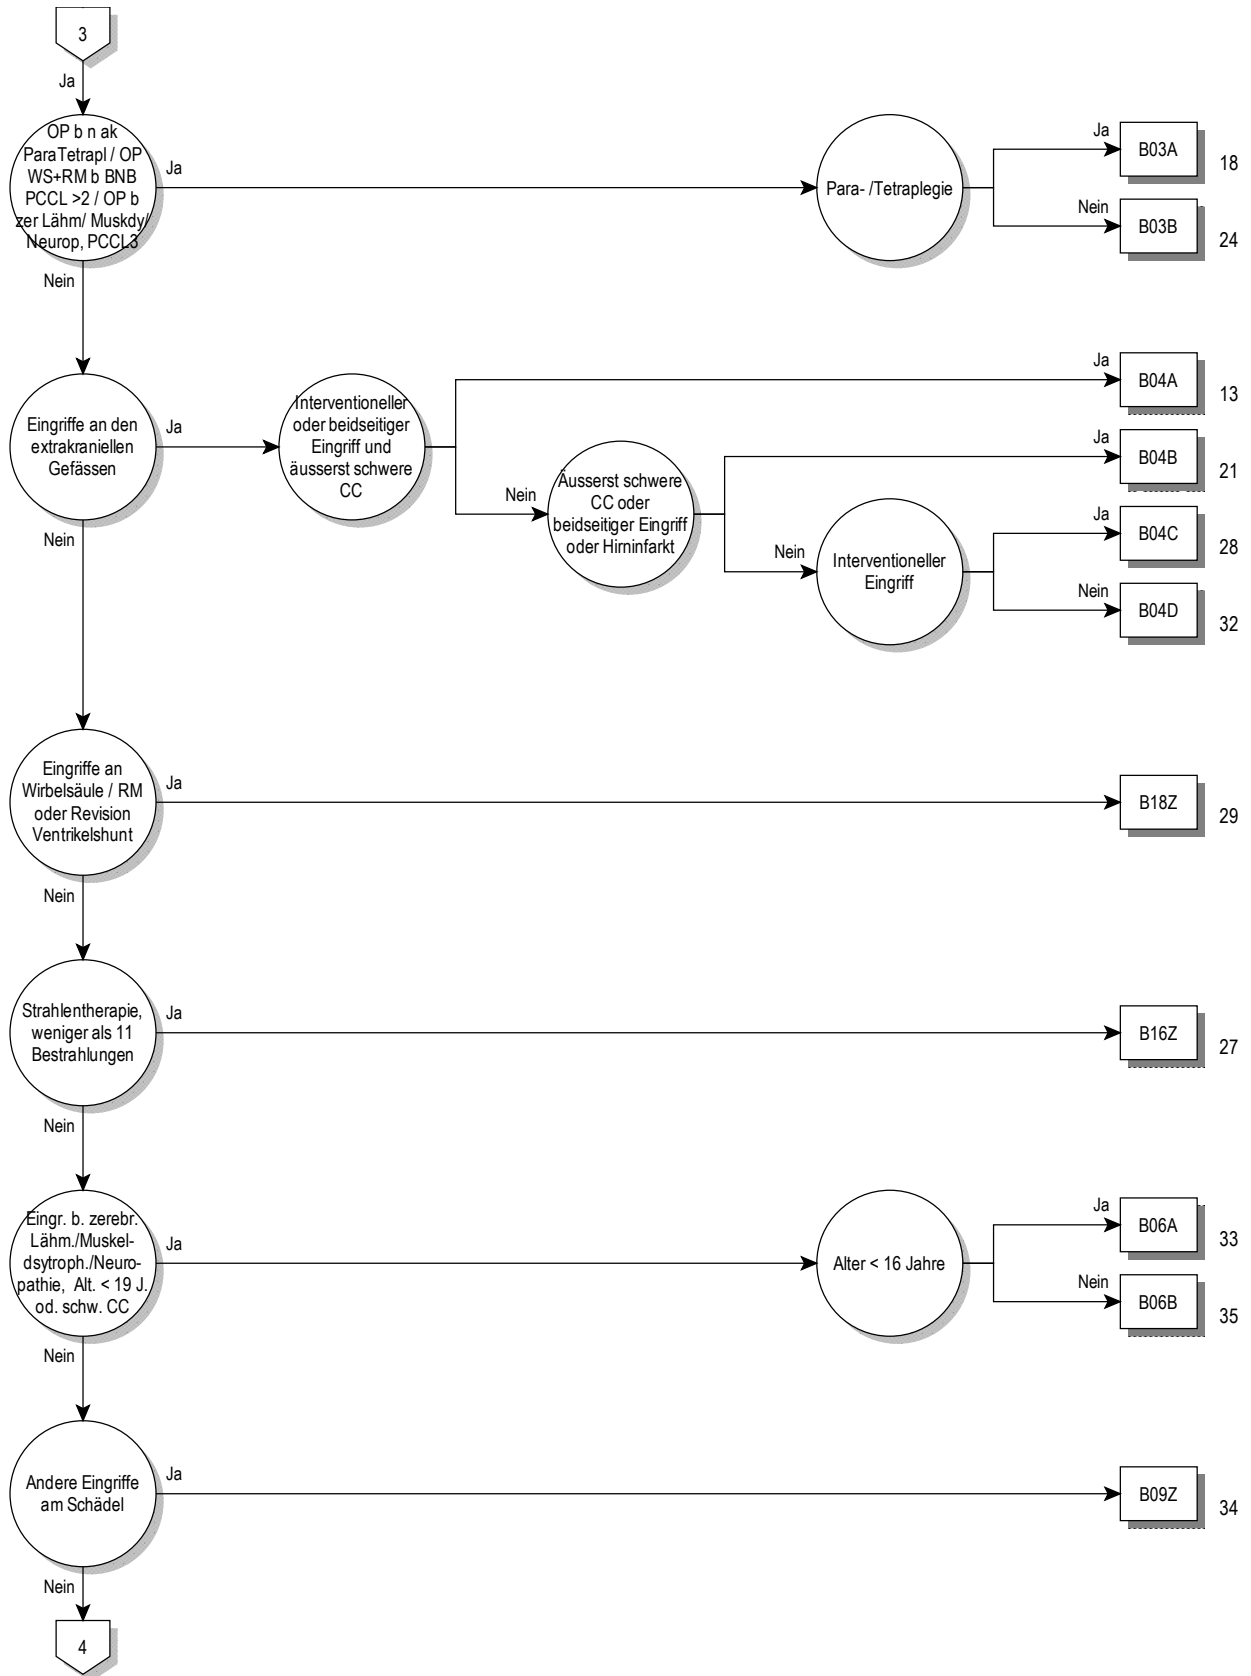 3
Ja
OP b n ak
ParaTetrapl / OP
WS+RM b BNB
PCCL >2 / OP b
zer Lähm/ Muskdy/
Neurop, PCCL3
Ja
Para- /Tetraplegie
Ja
B03A
18
Nein
B03B
24
Nein
Eingriffe an den
extrakraniellen
Gefässen
Ja
Interventioneller
oder beidseitiger
Eingriff und
äusserst schwere
CC
Ja
B04A
13
Nein
Äusserst schwere
CC oder
beidseitiger Eingriff
oder Hirninfarkt
Ja
B04B
21
Nein
Interventioneller
Eingriff
Ja
B04C
28
Nein
B04D
32
Nein
Eingriffe an
Wirbelsäule / RM
oder Revision
Ventrikelshunt
Ja
B18Z
29
Nein
Strahlentherapie,
weniger als 11
Bestrahlungen
Ja
B16Z
27
Nein
Eingr. b. zerebr.
Lähm./Muskel-
dsytroph./Neuro-
pathie, Alt. < 19 J.
od. schw. CC
Ja
Alter < 16 Jahre
Ja
B06A
33
Nein
B06B
35
Nein
Andere Eingriffe
am Schädel
Ja
B09Z
34
Nein
4